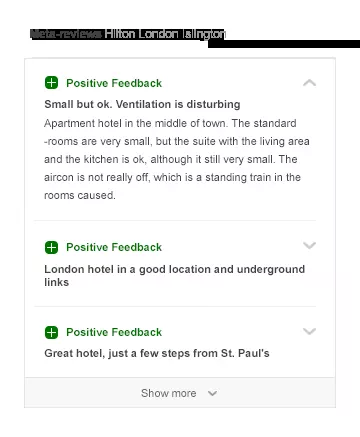 Meta-reviews Hilton London Islington
Positive Feedback
Small but ok. Ventilation is disturbing
Apartment hotel in the middle of town. The standard
-rooms are very small, but the suite with the living area
and the kitchen is ok, although it still very small. The
aircon is not really off, which is a standing train in the
rooms caused.
Positive Feedback
London hotel in a good location and underground
links
Positive Feedback
Great hotel, just a few steps from St. Paul's
Show more